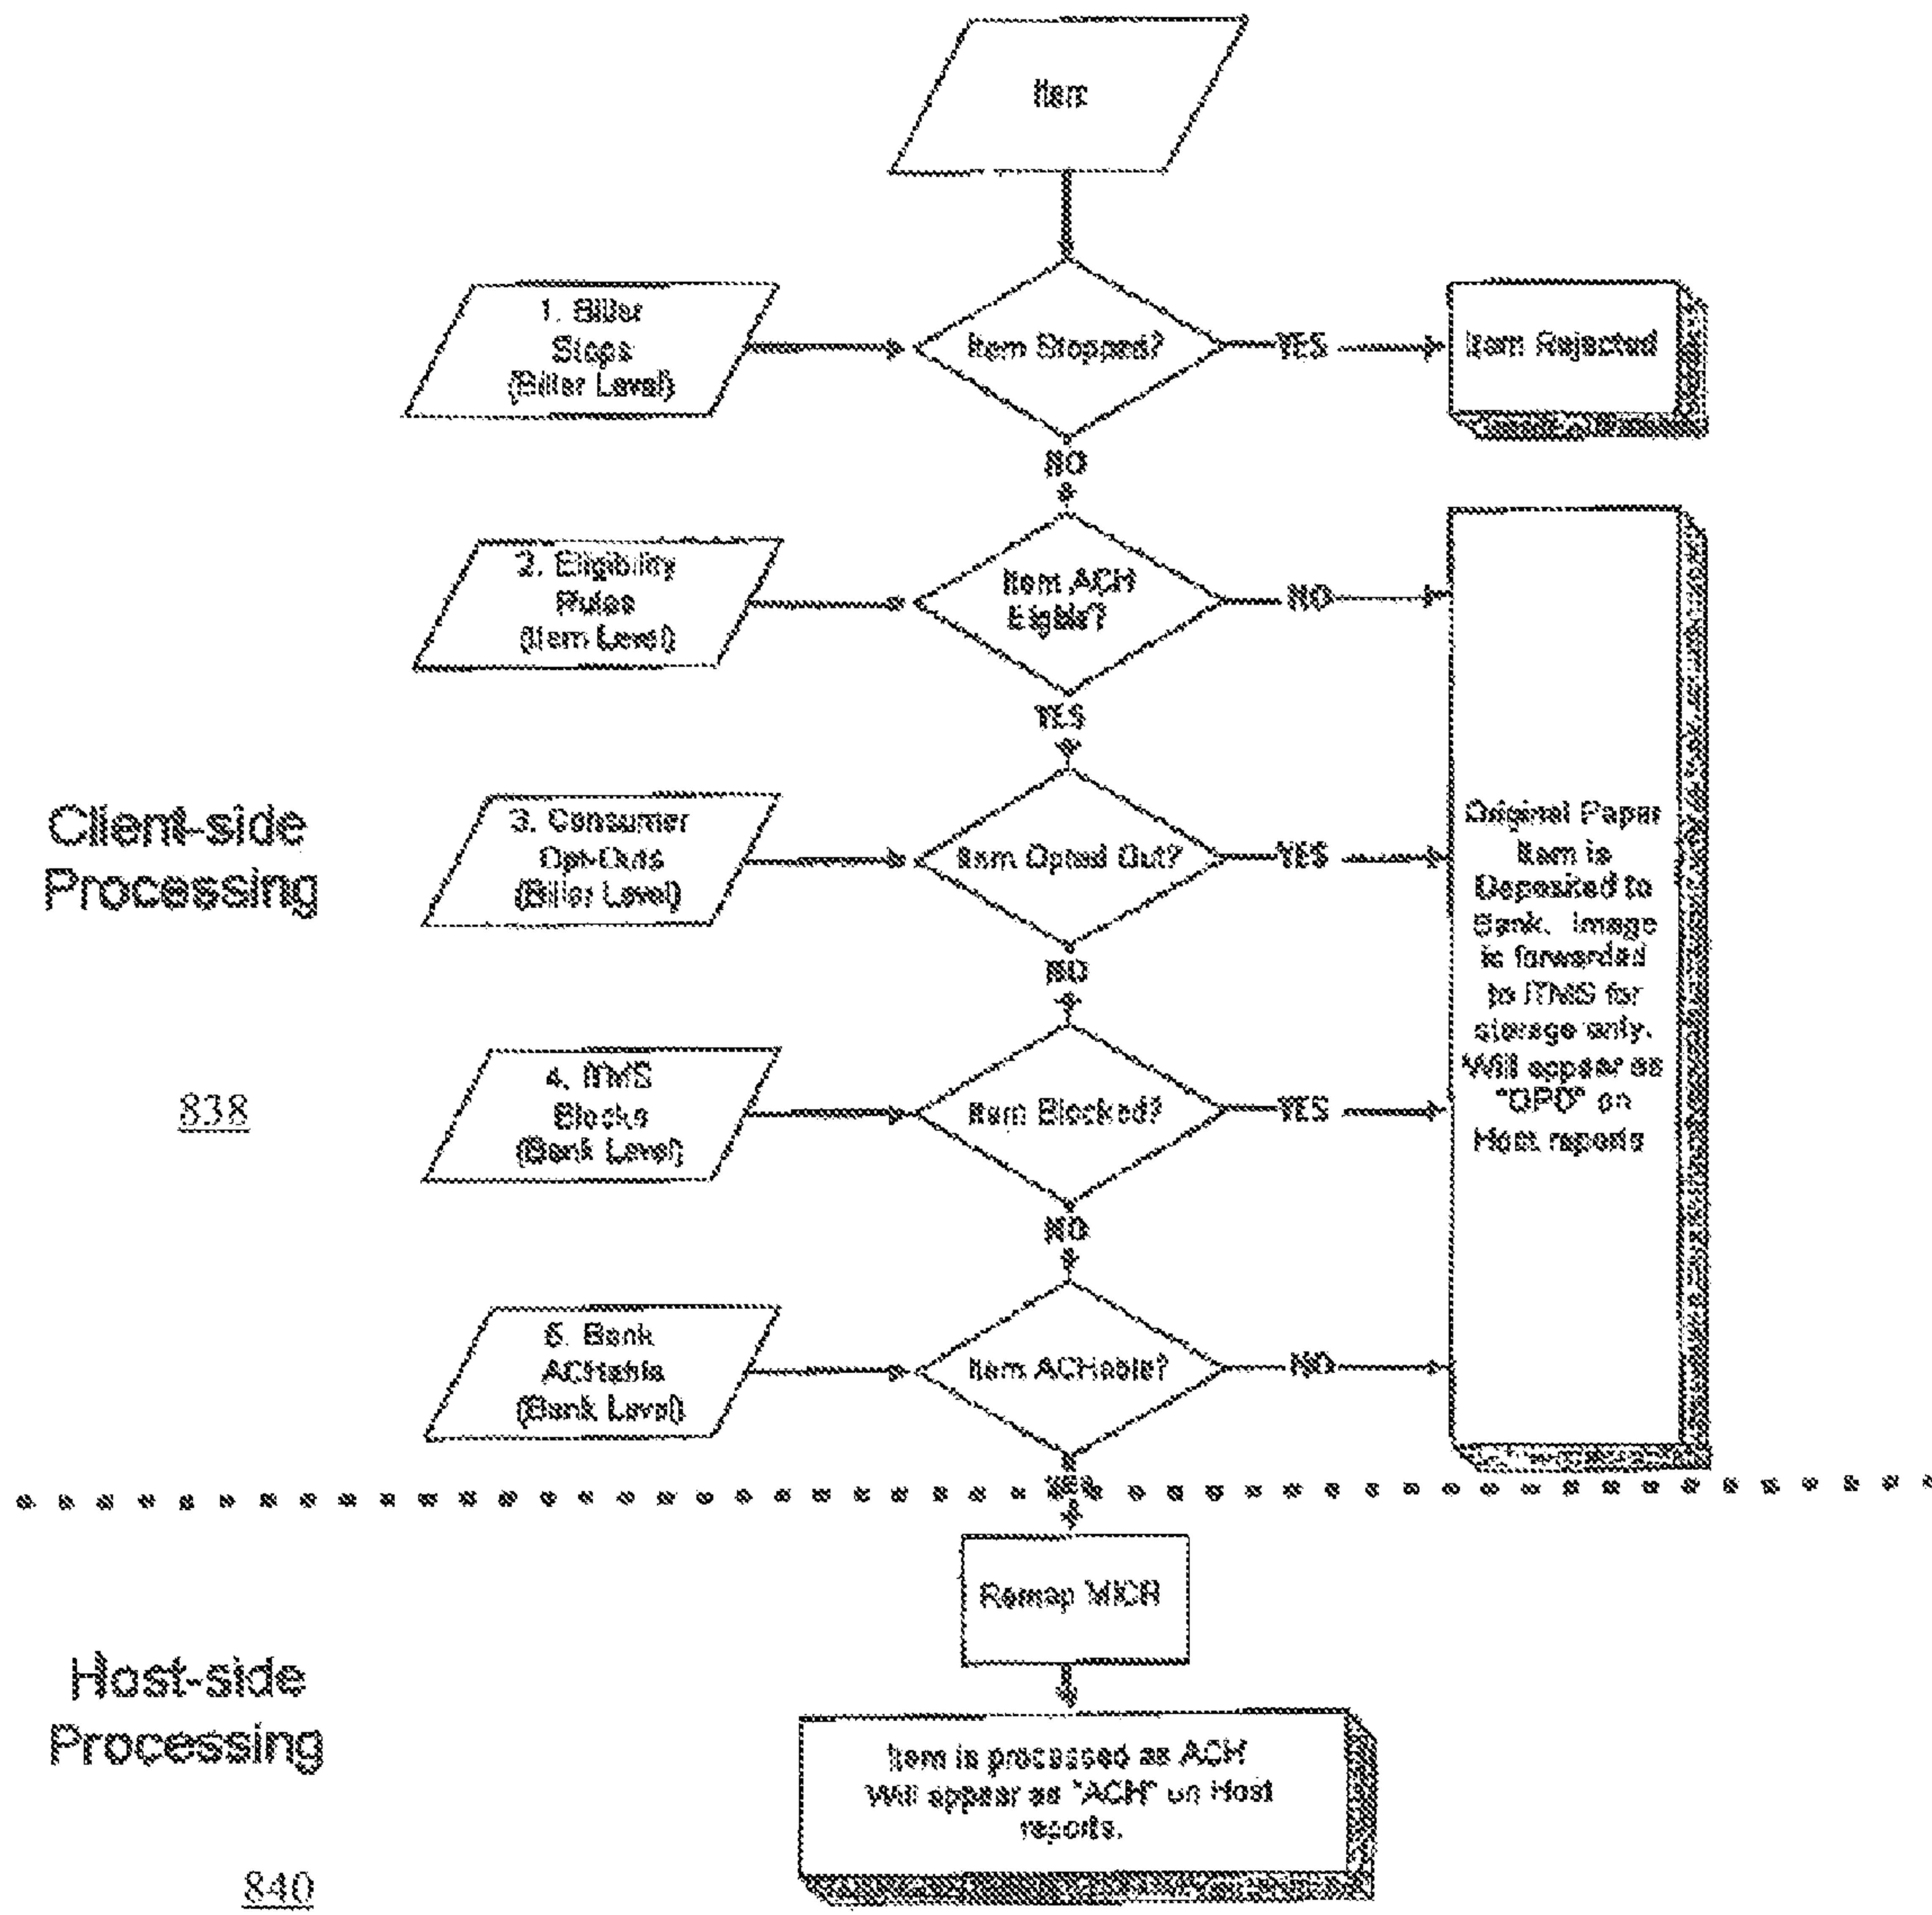 Item
1. Biller
Stops
(Biller Level)
Item Stopped?
YES
Item Rejected
NO
2. Eligibility
Rules
(Item Level)
Item ACH
Eligible?
NO
YES
Client-side
Processing
838
3. Consumer
Opt-Outs
(Biller Level)
Item Opted Out?
YES
NO
Original Paper
Item is
Deposited to
Bank. Image
is forwarded
to ITMS for
storage only.
Will appear as
"OPD" on
Host reports
4. ITMS
Blocks
(Bank Level)
Item Blocked?
YES
NO
5. Bank
ACHable
(Bank Level)
Item ACHable?
NO
YES
Remap MICR
Host-side
Processing
840
Item is processed as ACH
Will appear as "ACH" on Host
reports.